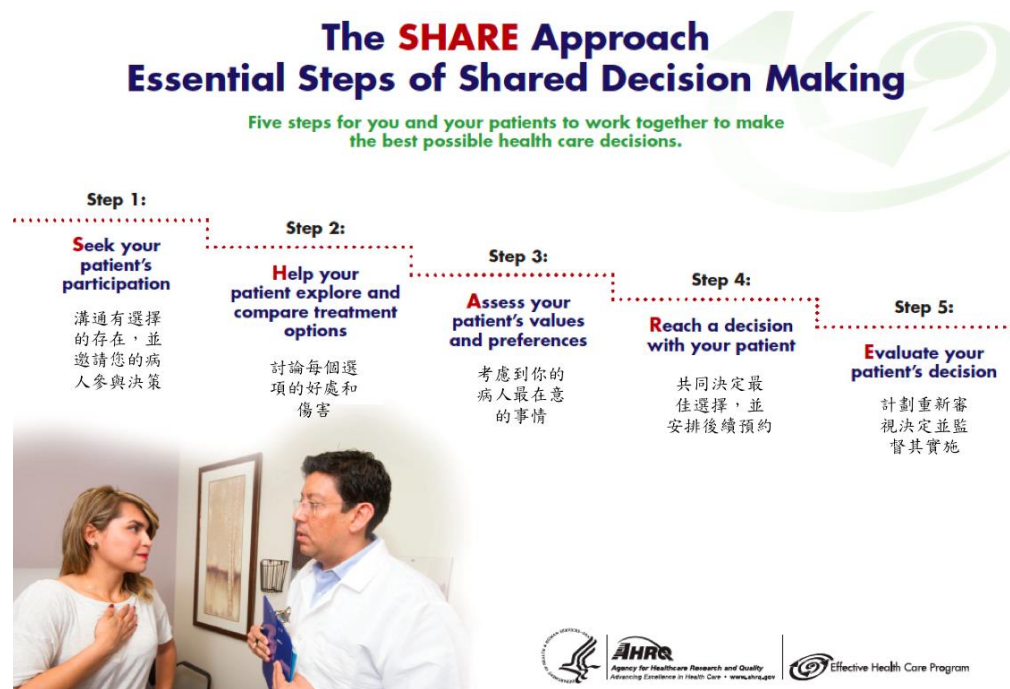 The SHARE Approach
Essential Steps of Shared Decision Making
Five steps for you and your patients to work together to make
the best possible health care decisions.
Step 1:
Seek your
patient's
participation
溝通有選擇
的存在，並
邀請您的病
人參與決策
Step 2:
Help your
patient explore and
compare treatment
options
討論每個選
項的好處和
傷害
Step 3:
Assess your
patient's values
and preferences
考慮到你的
病人最在意
的事情
Step 4:
Reach a decision
with your patient
共同決定最
佳選擇，並
安排後續預約
Step 5:
Evaluate your
patient's decision
計劃重新審
視決定並監
督其實施
AHRQ
Agency for Healthcare Research and Quality
Advancing Excellence in Health Care • www.ahrq.gov
Effective Health Care Program